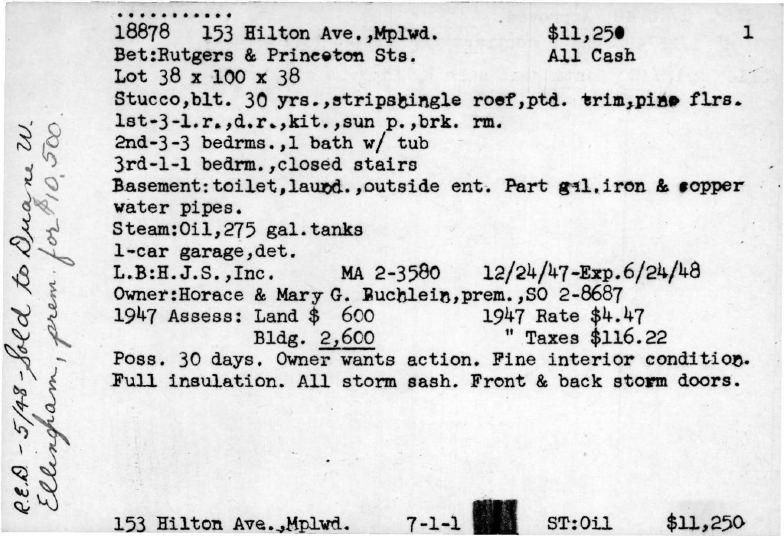 18878 153 Hilton Ave.,Mplwd. $11,250 1
Bet:Rutgers & Princeton Sts. All Cash
Lot 38 x 100 x 38
Stucco,blt. 30 yrs.,stripshingle roof,ptd. trim,pine flrs.
1st-3-l.r.,d.r.,kit.,sun p.,brk. rm.
2nd-3-3 bedrms.,1 bath w/ tub
3rd-1-1 bedrm.,closed stairs
Basement:toilet,laund.,outside ent. Part gal.iron & copper
water pipes.
Steam:Oil,275 gal.tanks
1-car garage,det.
L.B:H.J.S.,Inc. MA 2-3580 12/24/47-Exp.6/24/48
Owner:Horace & Mary G. Buchlein,prem.,SO 2-8687
1947 Assess: Land $ 600 1947 Rate $4.47
Bldg. 2,600 " Taxes $116.22
Poss. 30 days. Owner wants action. Fine interior condition.
Full insulation. All storm sash. Front & back storm doors.
153 Hilton Ave.,Mplwd. 7-1-1 ST:Oil $11,250
R.E.D - 5/48 - Sold to Duane W.
Ellingham, prem. for $10,500.